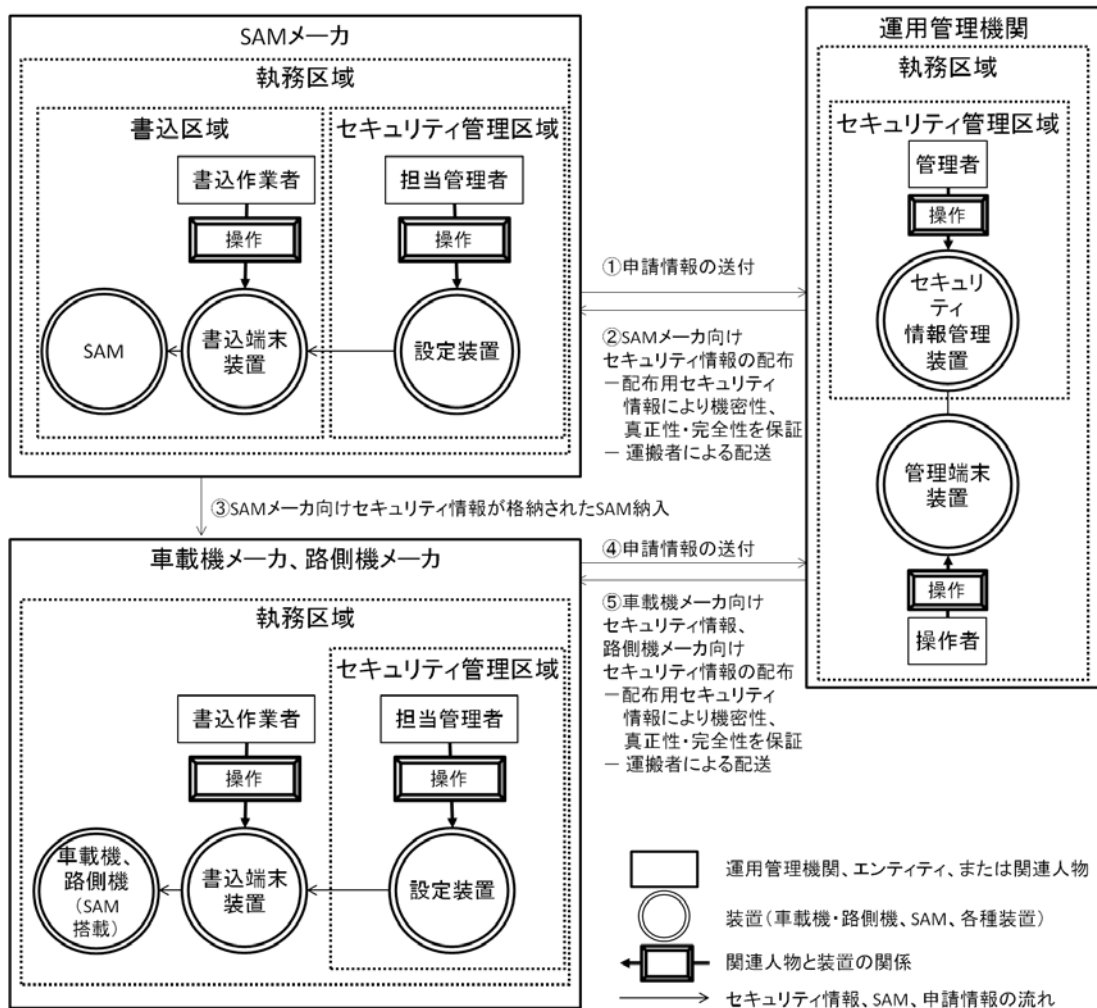 SAMメーカ
執務区域
書込区域
セキュリティ管理区域
書込作業者
担当管理者
操作
操作
SAM
書込端末
装置
設定装置
①申請情報の送付
②SAMメーカ向け
セキュリティ情報の配布
－配布用セキュリティ
情報により機密性、
真正性・完全性を保証
－ 運搬者による配送
運用管理機関
執務区域
セキュリティ管理区域
管理者
操作
セキュリ
ティ
情報管理
装置
管理端末
装置
操作
操作者
③SAMメーカ向けセキュリティ情報が格納されたSAM納入
車載機メーカ、路側機メーカ
執務区域
セキュリティ管理区域
書込作業者
担当管理者
操作
操作
車載機、
路側機
（SAM
搭載）
書込端末
装置
設定装置
④申請情報の送付
⑤車載機メーカ向け
セキュリティ情報、
路側機メーカ向け
セキュリティ情報の配布
－配布用セキュリティ
情報により機密性、
真正性・完全性を保証
－ 運搬者による配送
運用管理機関、エンティティ、または関連人物
装置（車載機・路側機、SAM、各種装置）
関連人物と装置の関係
セキュリティ情報、SAM、申請情報の流れ